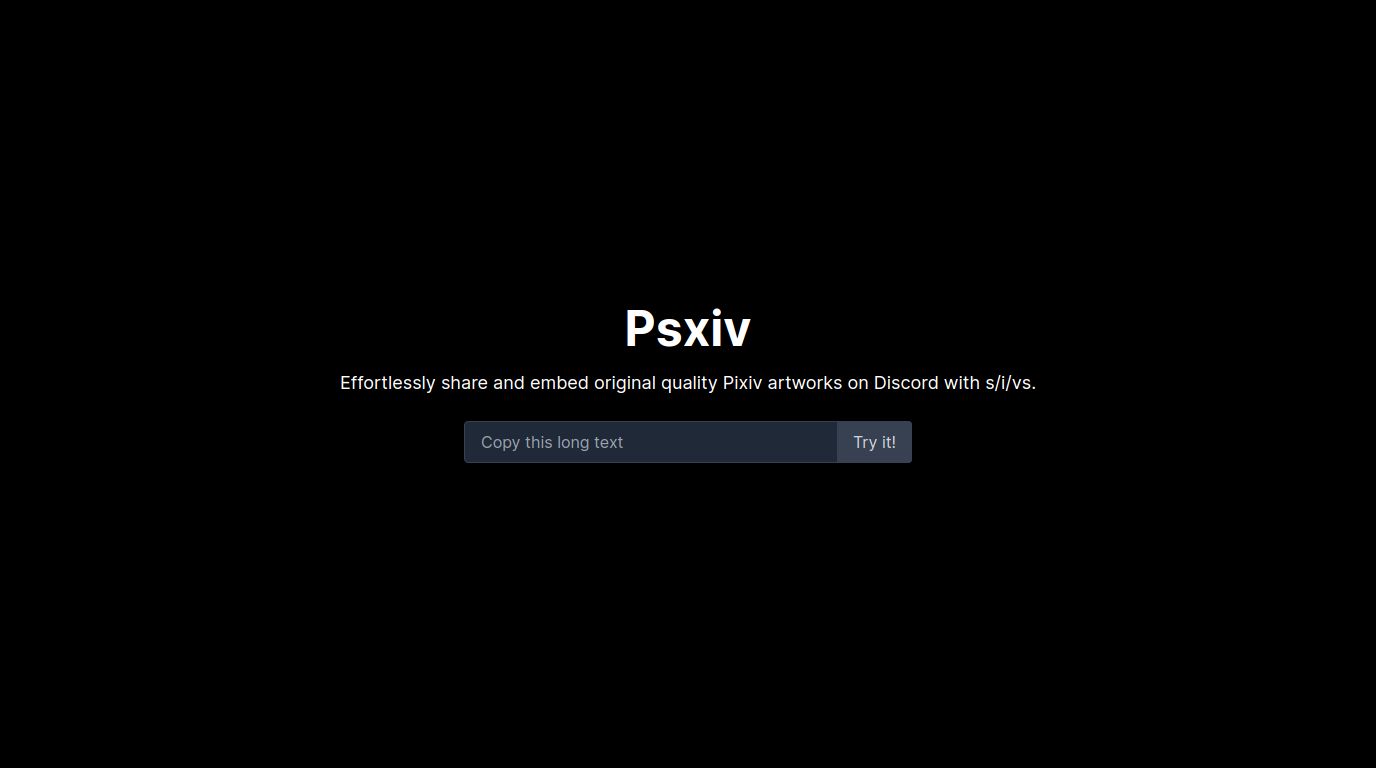 Psxiv
Effortlessly share and embed original quality Pixiv artworks on Discord with s/i/vs.
Copy this long text
Try it!